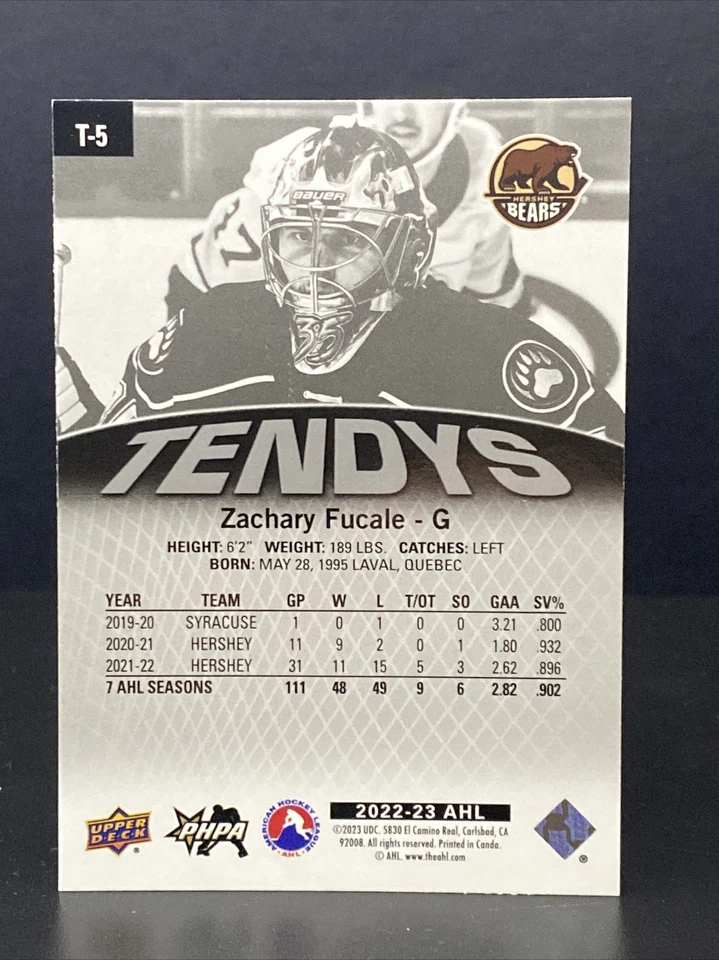 T-5
BAUER
HERSHEY
BEARS
®
35
TENDYS
Zachary Fucale - G
HEIGHT: 6'2" WEIGHT: 189 LBS. CATCHES: LEFT
BORN: MAY 28, 1995 LAVAL, QUEBEC
YEAR TEAM GP W L T/OT SO GAA SV%
2019-20 SYRACUSE 1 0 1 0 0 3.21 .800
2020-21 HERSHEY 11 9 2 0 1 1.80 .932
2021-22 HERSHEY 31 11 15 5 3 2.62 .896
7 AHL SEASONS 111 48 49 9 6 2.82 .902
UPPER
DECK
®
PHPA
AMERICAN HOCKEY LEAGUE
·AHL·
2022-23 AHL
©2023 UDC. 5830 El Camino Real, Carlsbad, CA
92008. All rights reserved. Printed in Canda.
© AHL. www.theahl.com
®